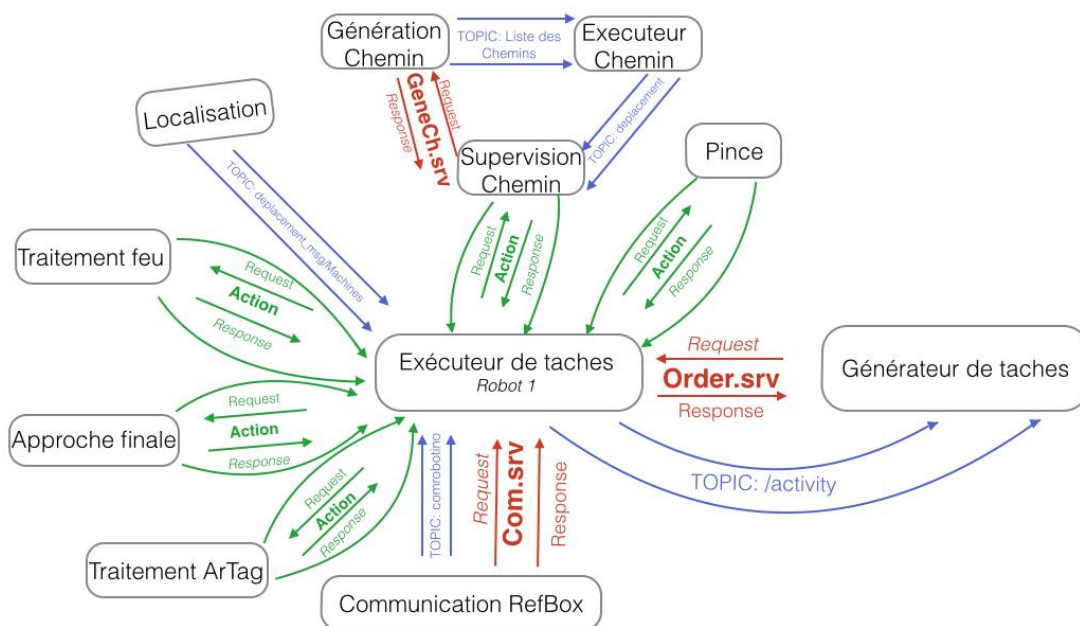 Génération
Chemin
TOPIC: Liste des
Chemins
Executeur
Chemin
Response
GeneCh.srv
Request
TOPIC: deplacement
Localisation
TOPIC: deplacement_msg/Machines
Supervision
Chemin
Pince
Request
Action
Response
Request
Action
Response
Traitement feu
Request
Action
Response
Exécuteur de taches
Robot 1
Request
Order.srv
Response
Générateur de taches
Approche finale
Request
Action
Response
TOPIC: /activity
Request
Action
Response
Traitement ArTag
TOPIC: comrobotino
Request
Com.srv
Response
Communication RefBox